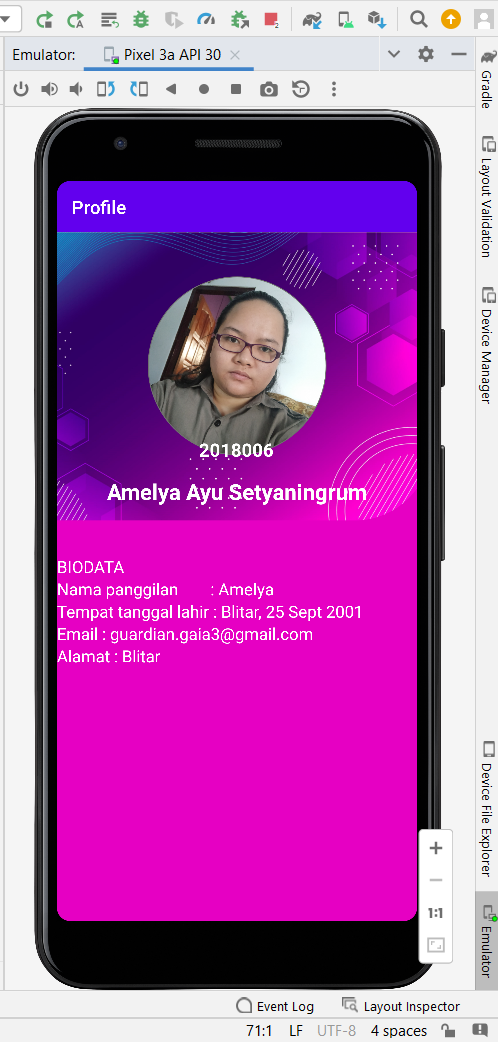 Emulator: Pixel 3a API 30
Gradle
Layout Validation
Device Manager
Profile
2018006
Amelya Ayu Setyaningrum
BIODATA
Nama panggilan : Amelya
Tempat tanggal lahir : Blitar, 25 Sept 2001
Email : guardian.gaia3@gmail.com
Alamat : Blitar
Device File Explorer
1:1
Emulator
Event Log Layout Inspector
71:1 LF UTF-8 4 spaces